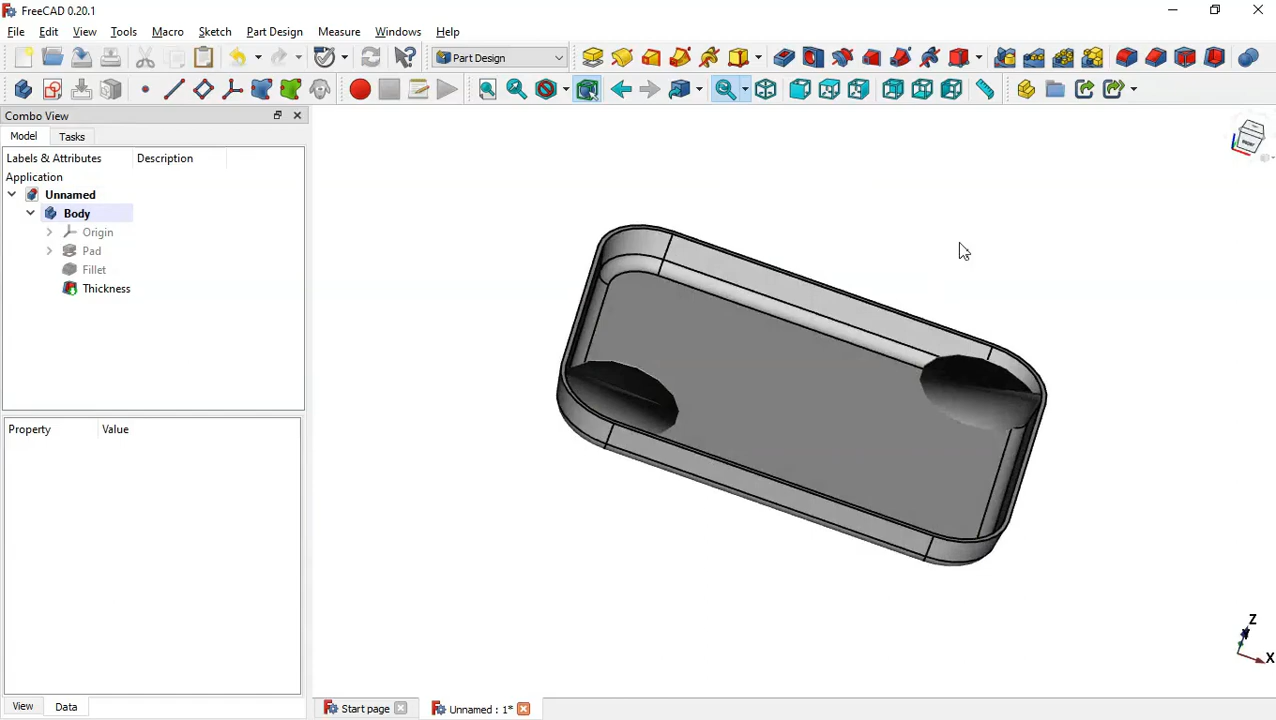 FreeCAD 0.20.1
File Edit View Tools Macro Sketch Part Design Measure Windows Help
Part Design
Combo View
Model Tasks
Labels & Attributes Description
Application
Unnamed
Body
Origin
Pad
Fillet
Thickness
Property Value
Z
X
View Data
Start page Unnamed : 1*